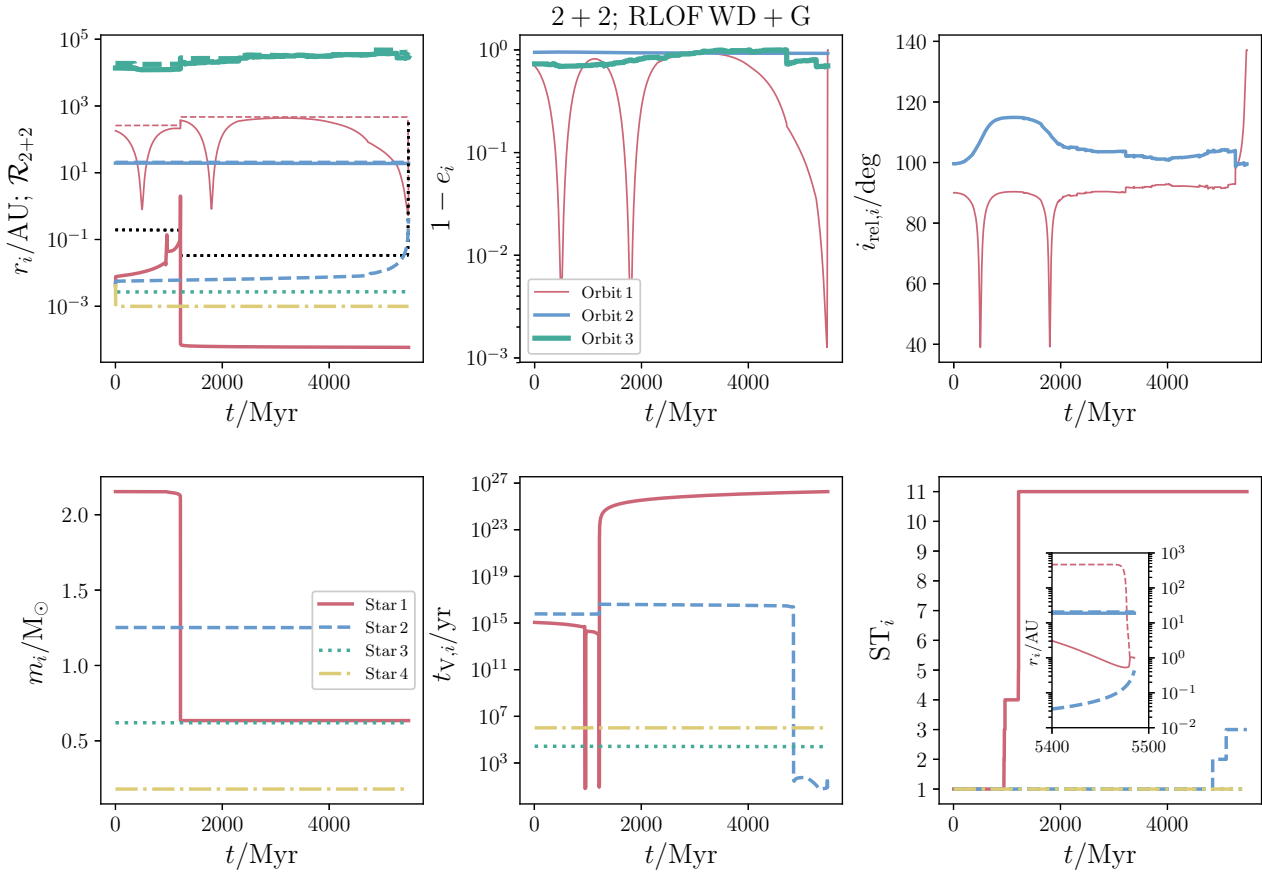 2 + 2; RLOF WD + G
r_i/AU; R_{2+2}
10^5
10^3
10^1
10^{−1}
10^{−3}
0 2000 4000
t/Myr
1 − e_i
10^0
10^{−1}
10^{−2}
10^{−3}
Orbit 1
Orbit 2
Orbit 3
0 2000 4000
t/Myr
i_{rel,i}/deg
140
120
100
80
60
40
0 2000 4000
t/Myr
m_i/M_⊙
2.0
1.5
1.0
0.5
Star 1
Star 2
Star 3
Star 4
0 2000 4000
t/Myr
t_{V,i}/yr
10^{27}
10^{23}
10^{19}
10^{15}
10^{11}
10^7
10^3
0 2000 4000
t/Myr
ST_i
11
10
9
8
7
6
5
4
3
2
1
r_i/AU
10^3
10^2
10^1
10^0
10^{−1}
10^{−2}
5400 5500
0 2000 4000
t/Myr